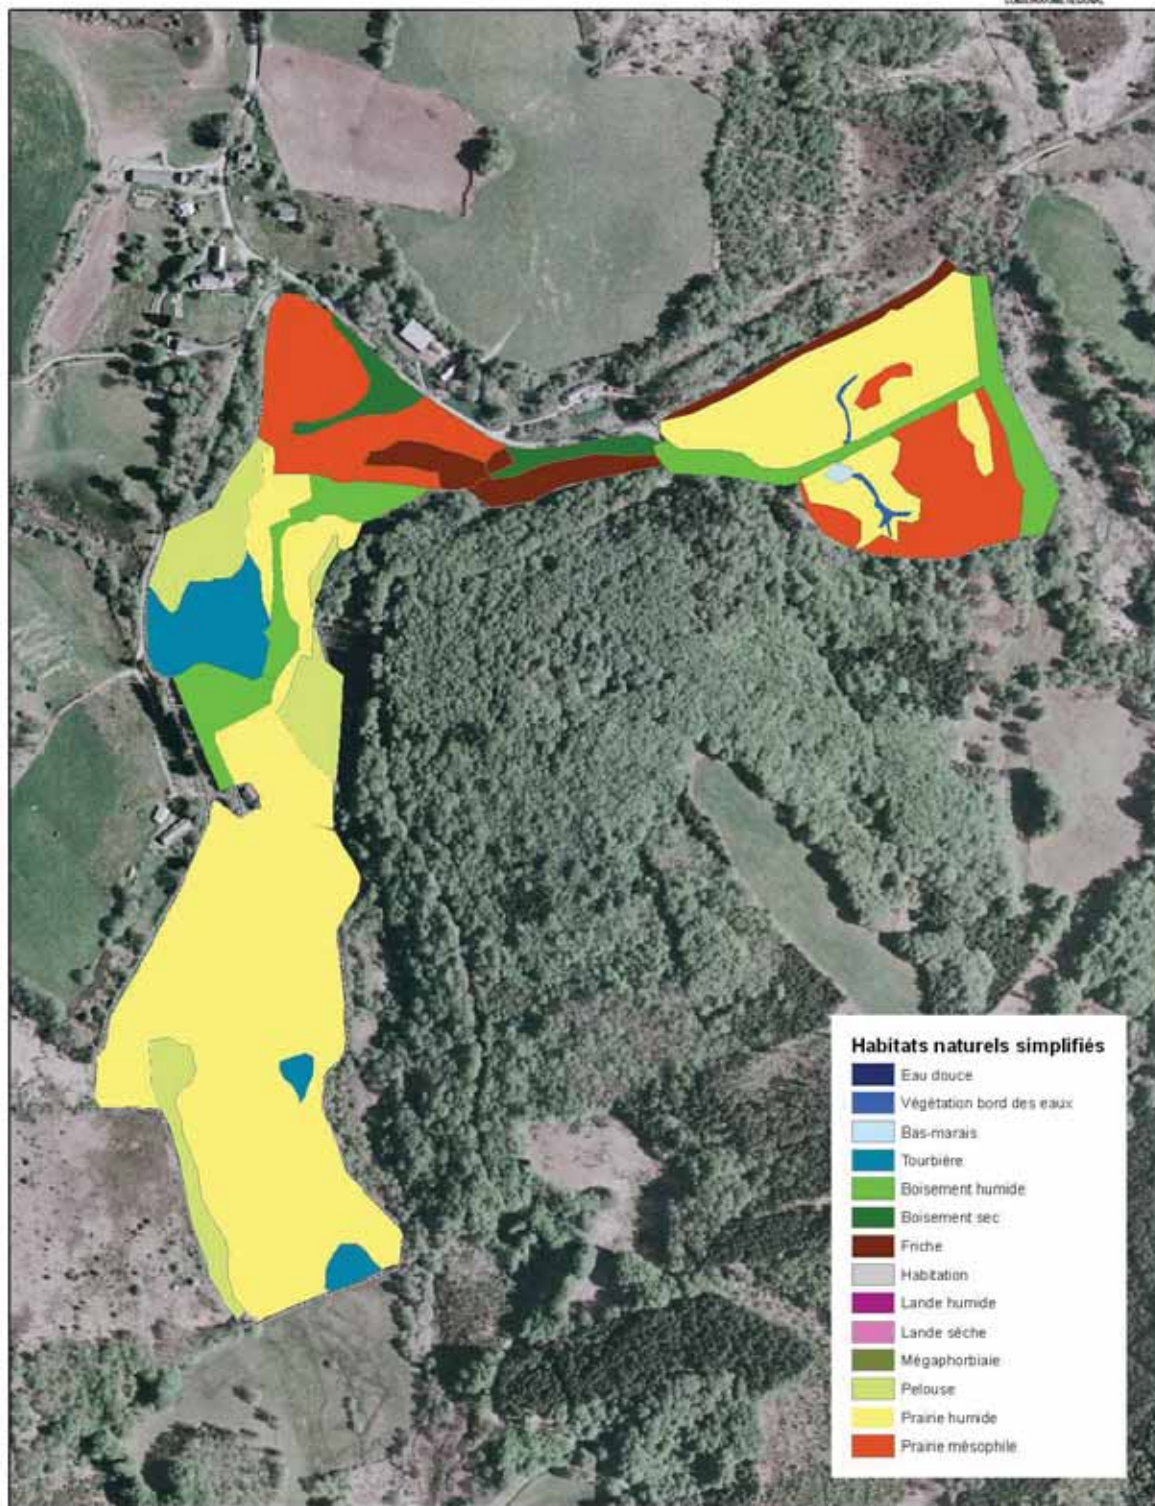 Habitats naturels simplifiés
Eau douce
Végétation bord des eaux
Bas-marais
Tourbière
Boisement humide
Boisement sec
Friche
Habitation
Lande humide
Lande sèche
Mégaphorbiaie
Pelouse
Prairie humide
Prairie mésophile